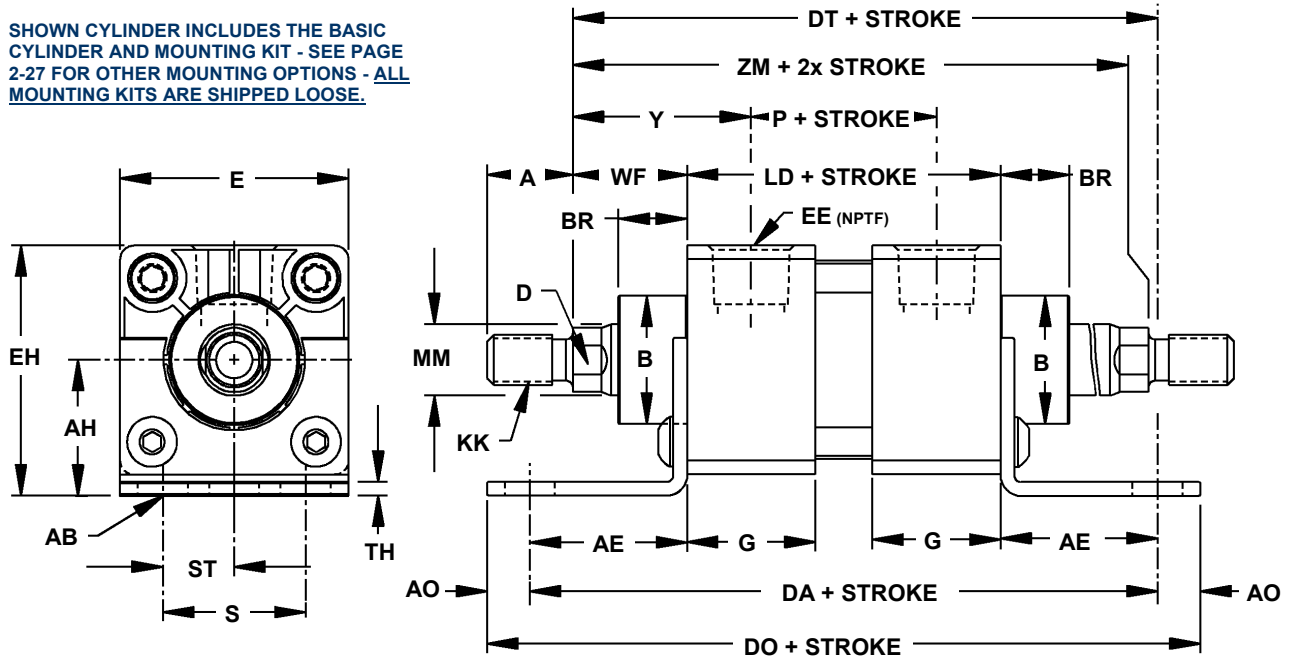 SHOWN CYLINDER INCLUDES THE BASIC
CYLINDER AND MOUNTING KIT - SEE PAGE
2-27 FOR OTHER MOUNTING OPTIONS - ALL
MOUNTING KITS ARE SHIPPED LOOSE.
DT + STROKE
ZM + 2x STROKE
Y
P + STROKE
E
A
WF
LD + STROKE
BR
BR
EE (NPTF)
D
EH
MM
B
B
AH
KK
AB
TH
ST
AE
G
G
AE
S
AO
DA + STROKE
AO
DO + STROKE